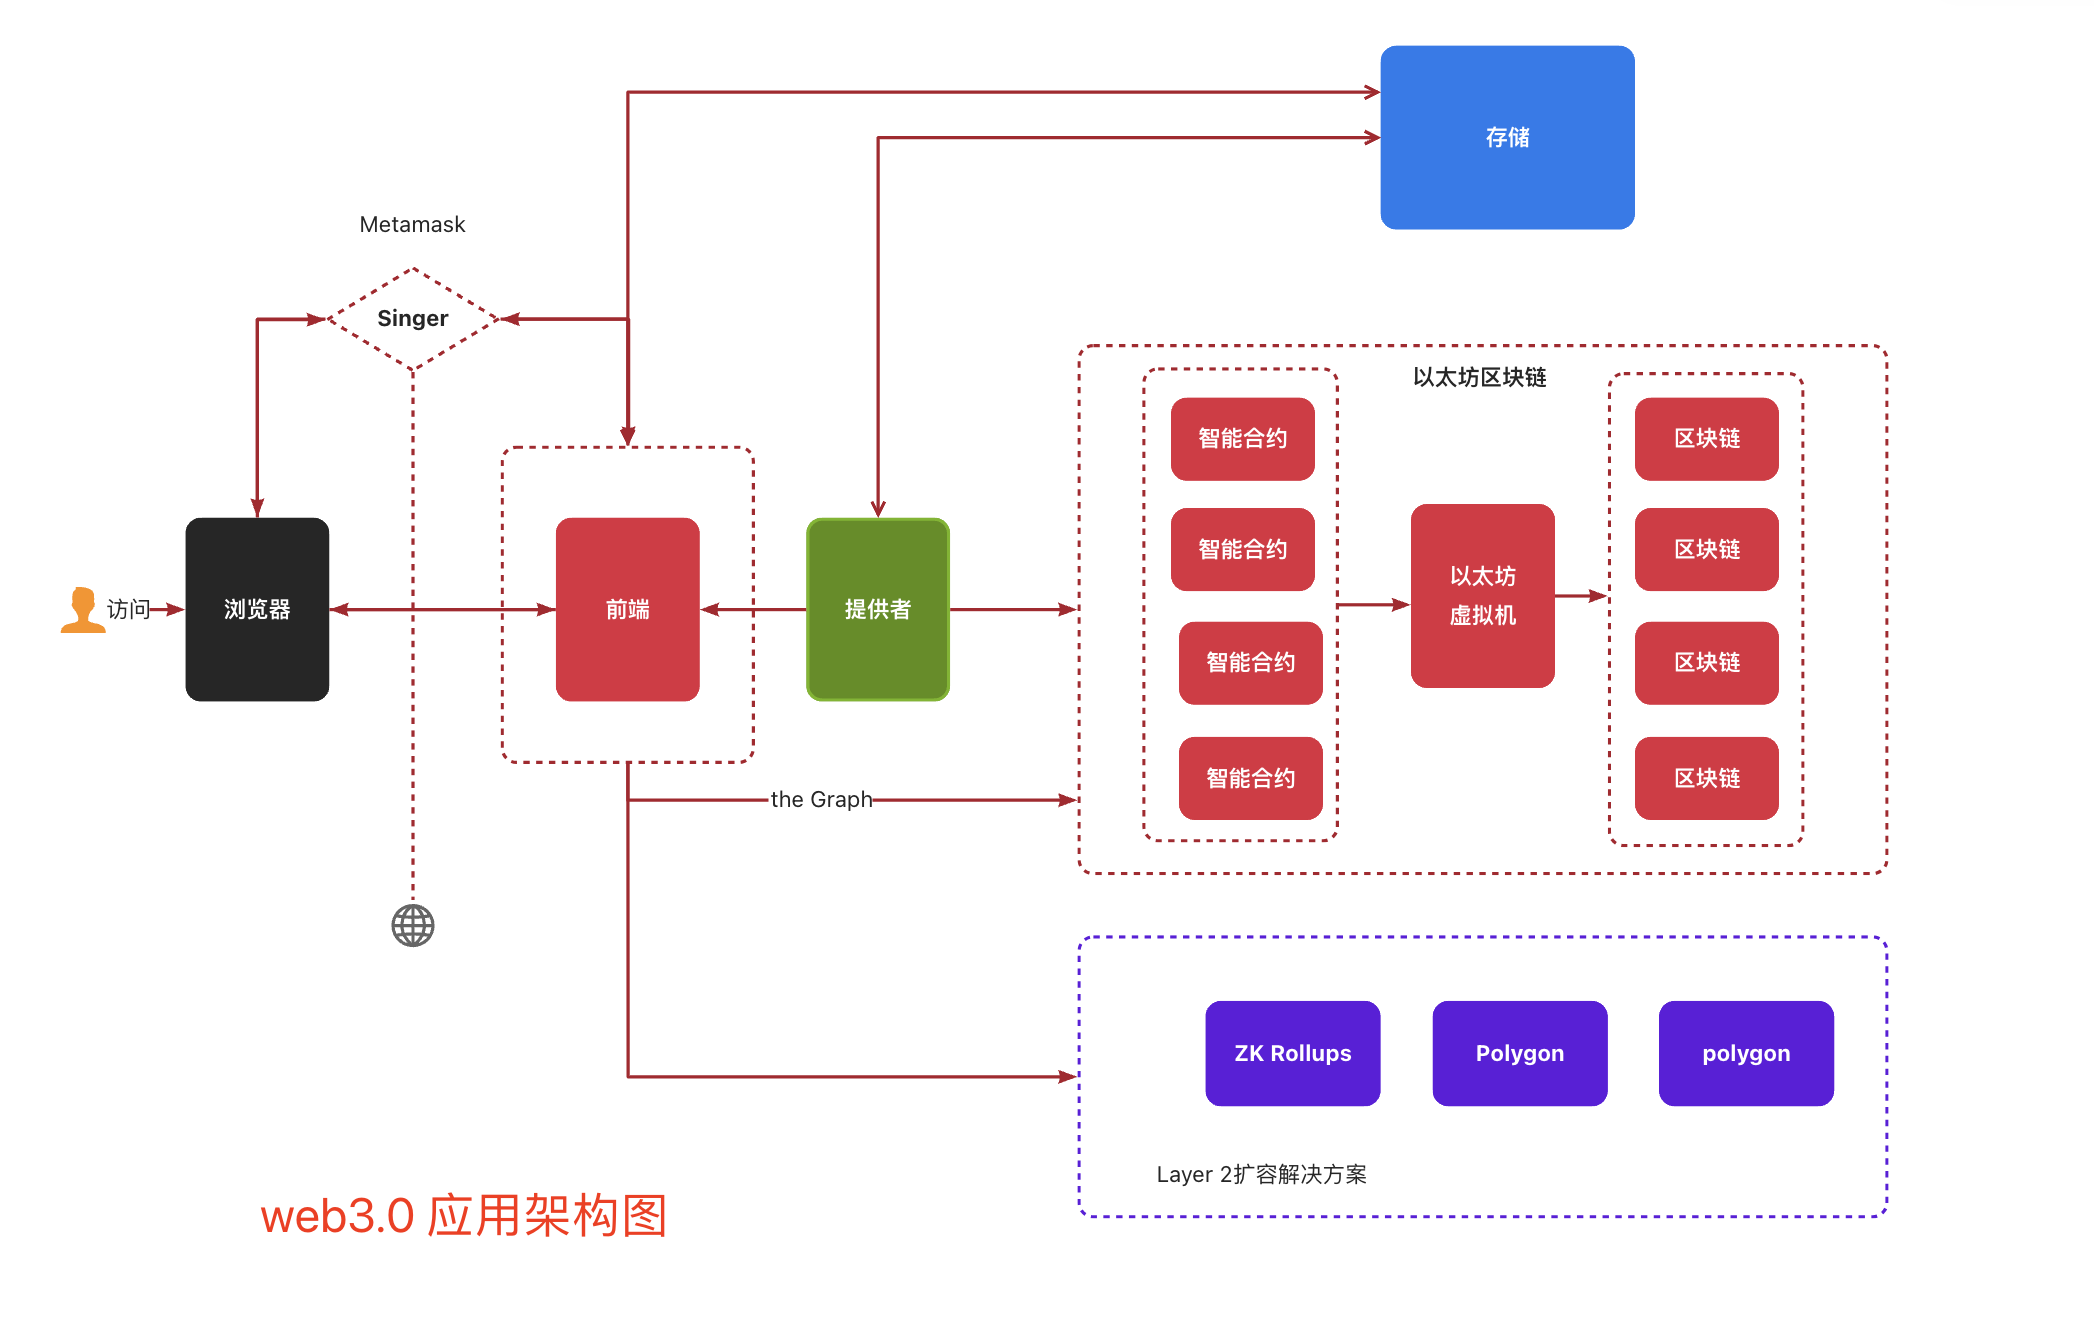 存储
Metamask
Singer
以太坊区块链
智能合约
区块链
智能合约
区块链
以太坊
虚拟机
访问
浏览器
前端
提供者
智能合约
区块链
智能合约
区块链
the Graph
ZK Rollups
Polygon
polygon
Layer 2扩容解决方案
web3.0 应用架构图